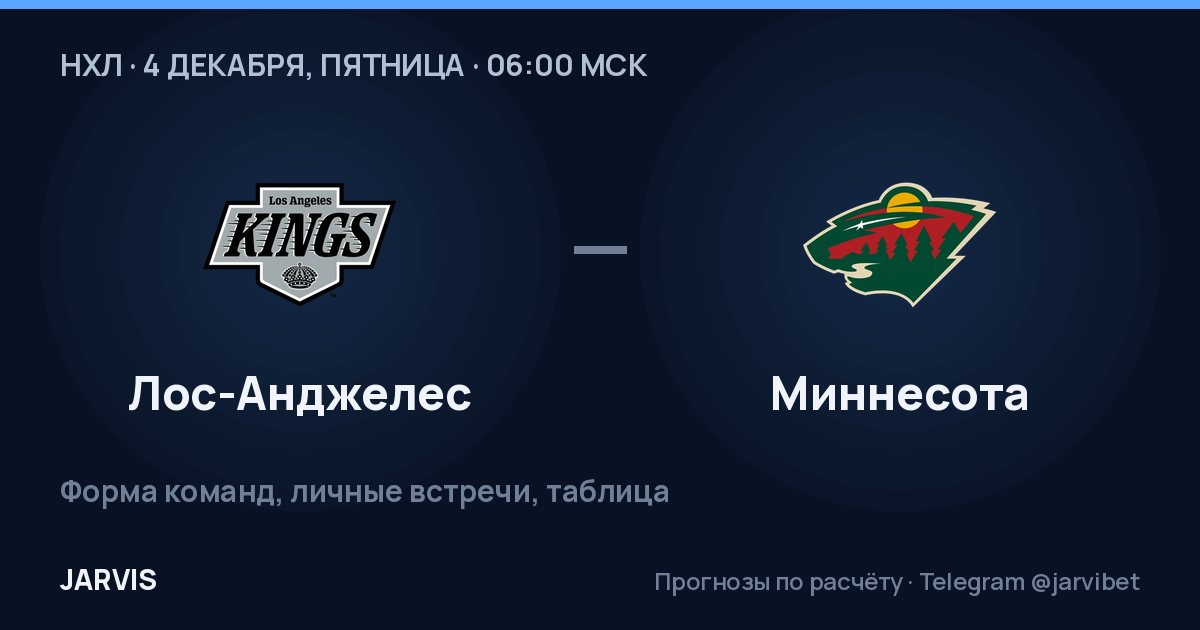 НХЛ · 4 ДЕКАБРЯ, ПЯТНИЦА · 06:00 МСК
Los Angeles
KINGS
—
Лос-Анджелес
Миннесота
Форма команд, личные встречи, таблица
JARVIS
Прогнозы по расчёту · Telegram @jarvibet